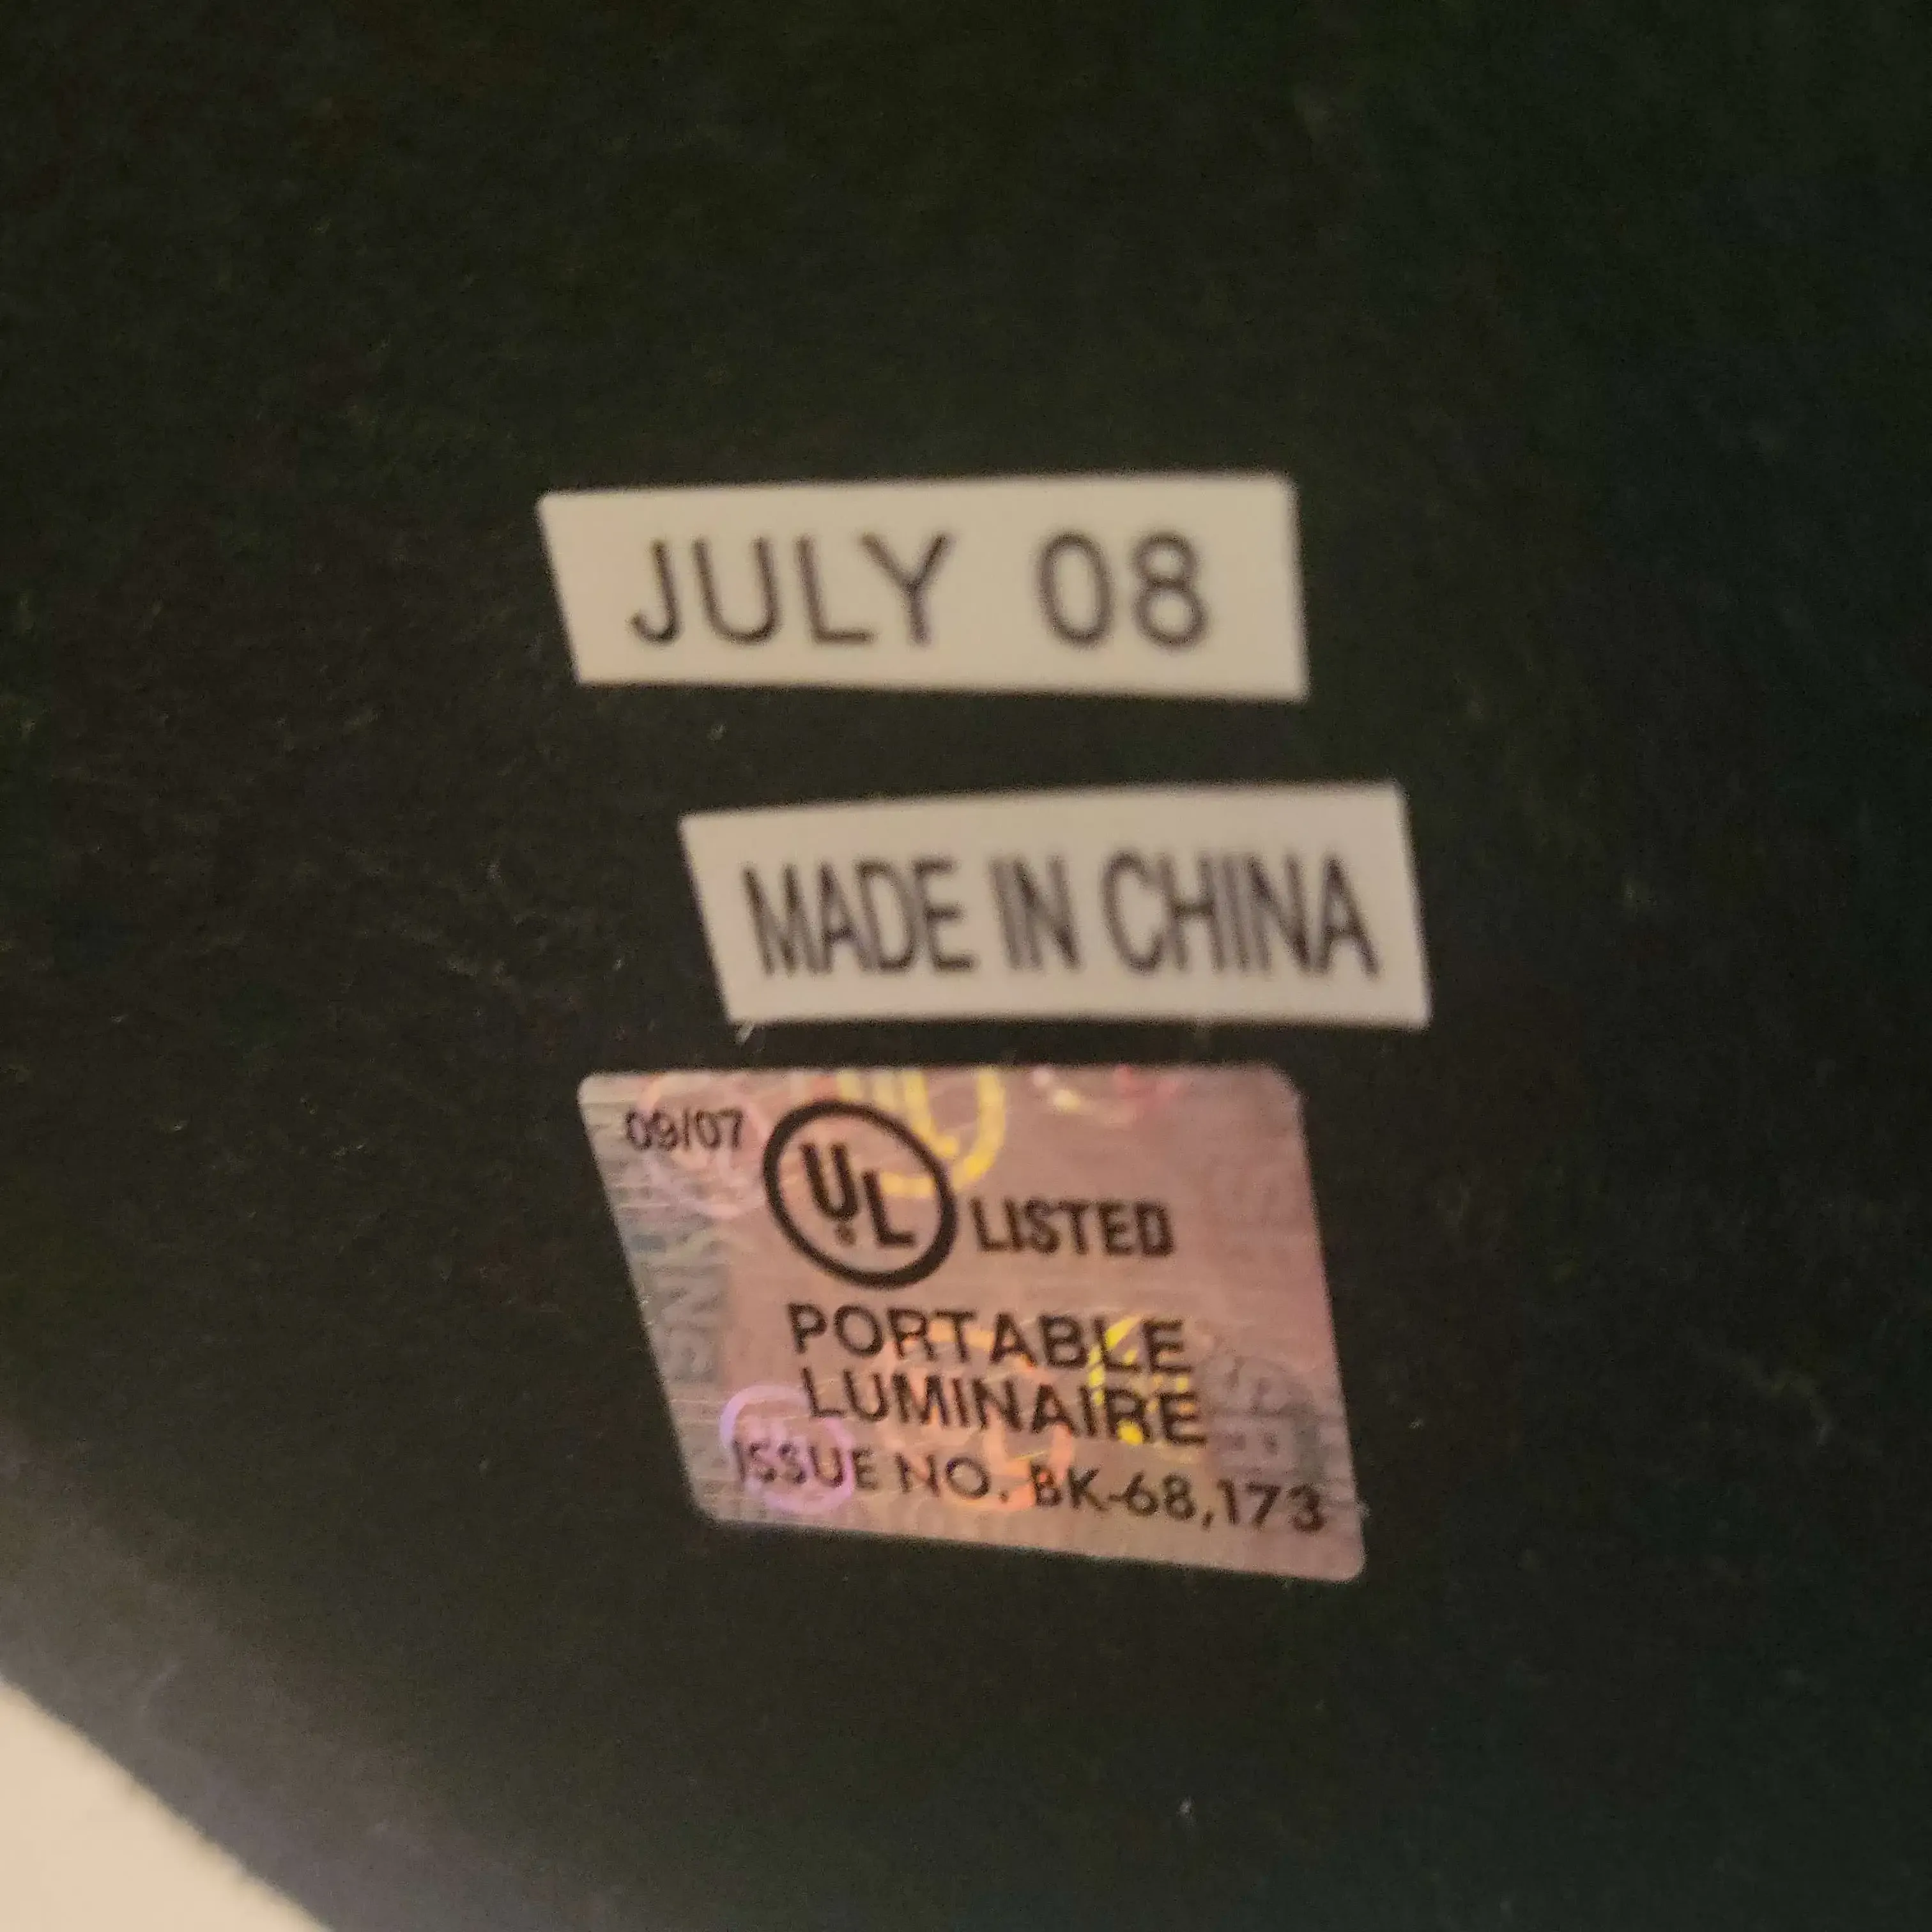 JULY 08
MADE IN CHINA
09/07
UL LISTED
PORTABLE
LUMINAIRE
ISSUE NO. BK-68,173